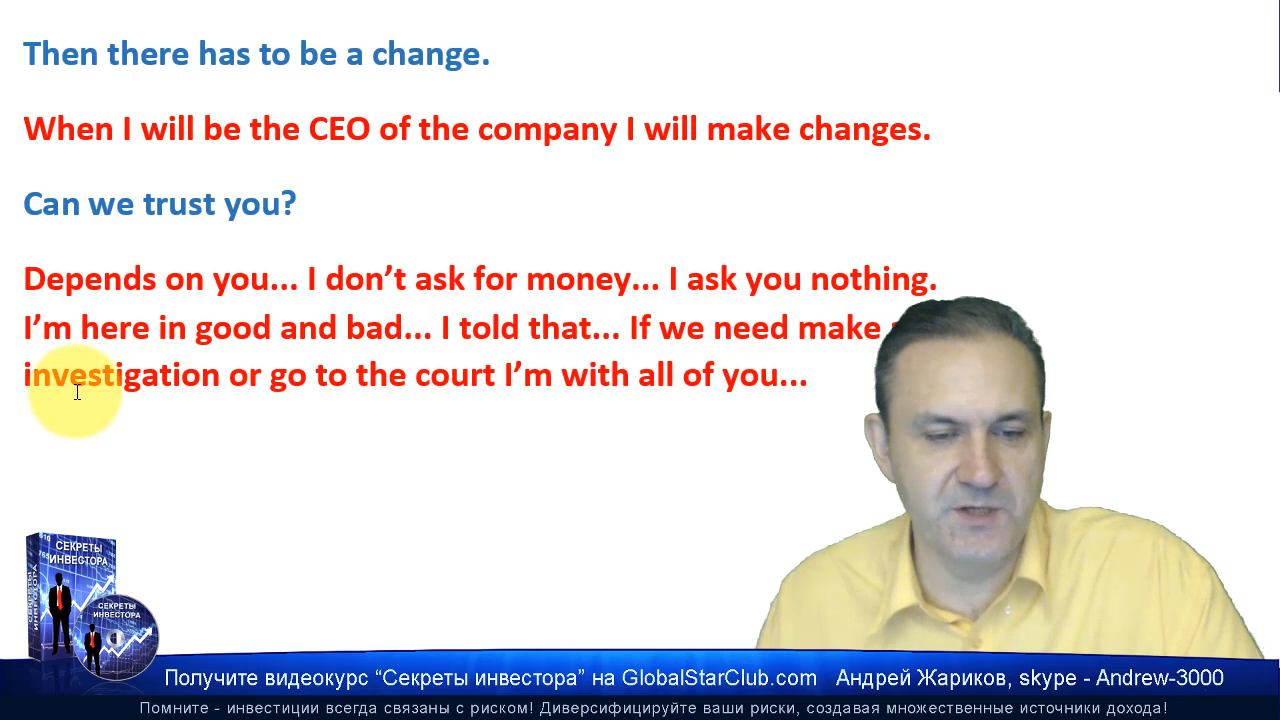 Then there has to be a change.
When I will be the CEO of the company I will make changes.
Can we trust you?
Depends on you... I don’t ask for money... I ask you nothing.
I’m here in good and bad... I told that... If we need make
investigation or go to the court I’m with all of you...
СЕКРЕТЫ
ИНВЕСТОРА
СЕКРЕТЫ
ИНВЕСТОРА
Получите видеокурс “Секреты инвестора” на GlobalStarClub.com Андрей Жариков, skype - Andrew-3000
Помните - инвестиции всегда связаны с риском! Диверсифицируйте ваши риски, создавая множественные источники дохода!